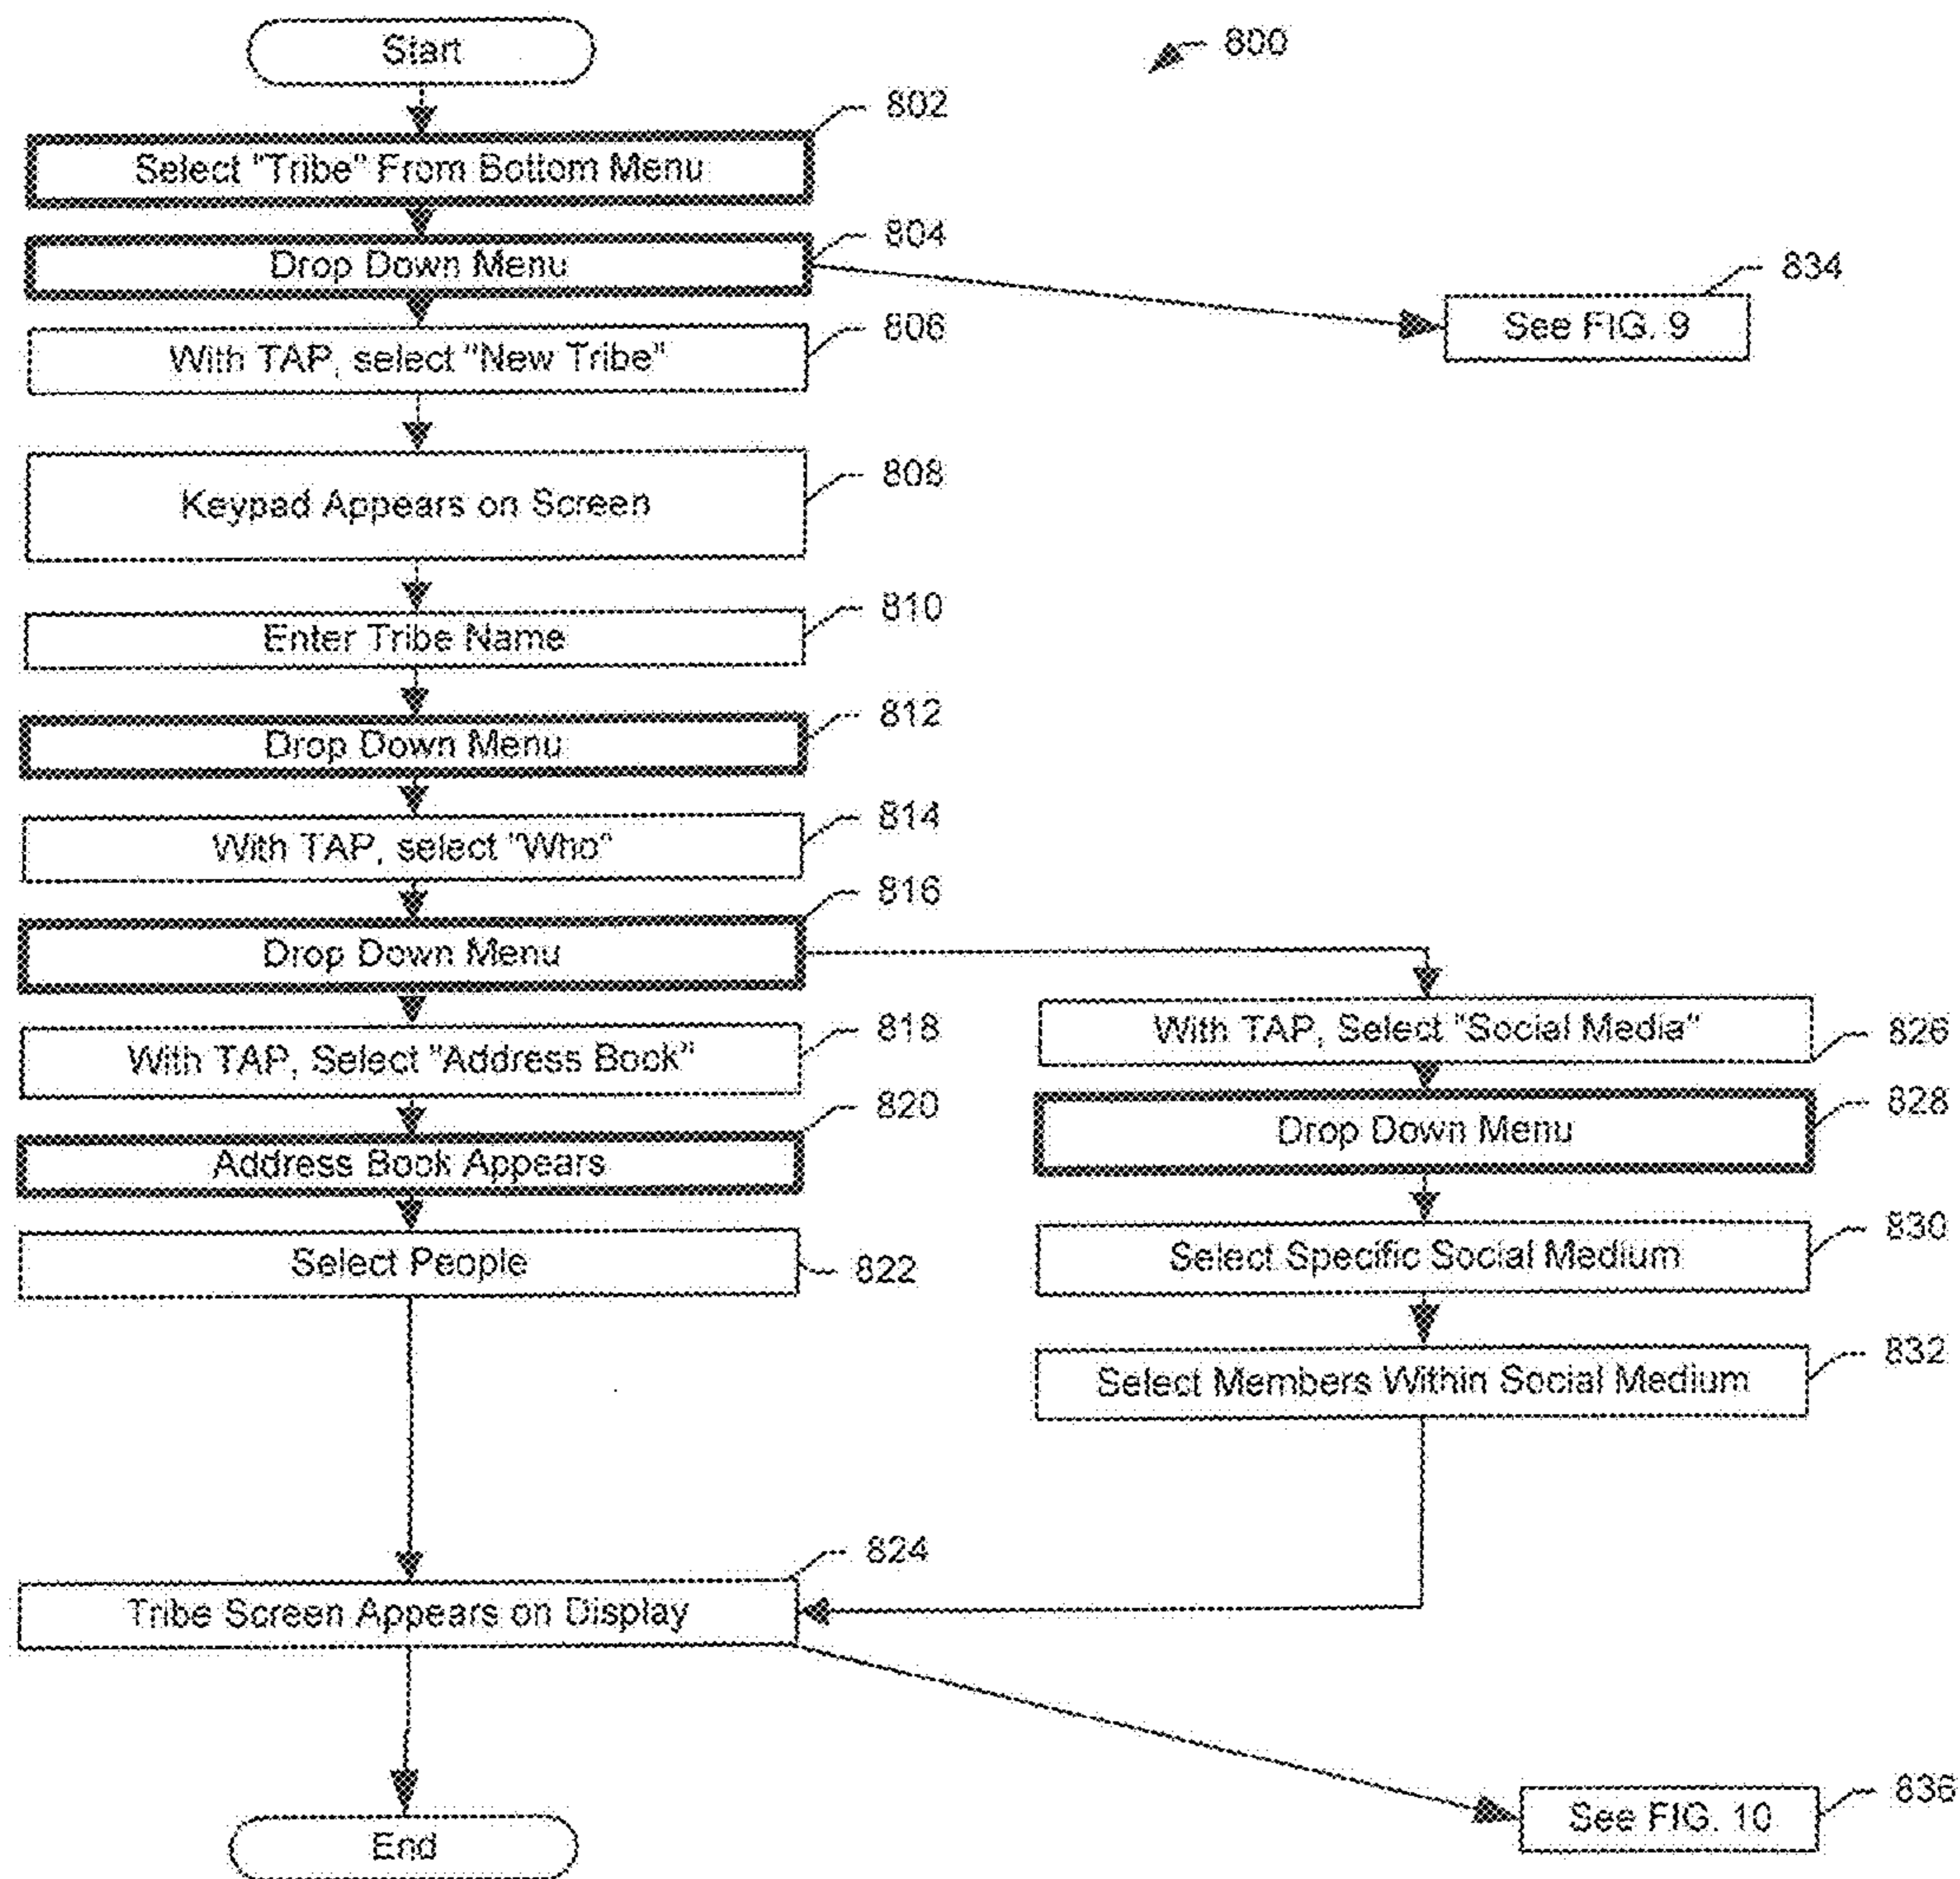 Start
800
802
Select "Tribe" From Bottom Menu
804
Drop Down Menu
834
See FIG. 9
806
With TAP, select "New Tribe"
808
Keypad Appears on Screen
810
Enter Tribe Name
812
Drop Down Menu
814
With TAP, select "Who"
816
Drop Down Menu
818
With TAP, Select "Address Book"
820
Address Book Appears
Select People
822
With TAP, Select "Social Media"
826
Drop Down Menu
828
830
Select Specific Social Medium
832
Select Members Within Social Medium
824
Tribe Screen Appears on Display
836
See FIG. 10
End